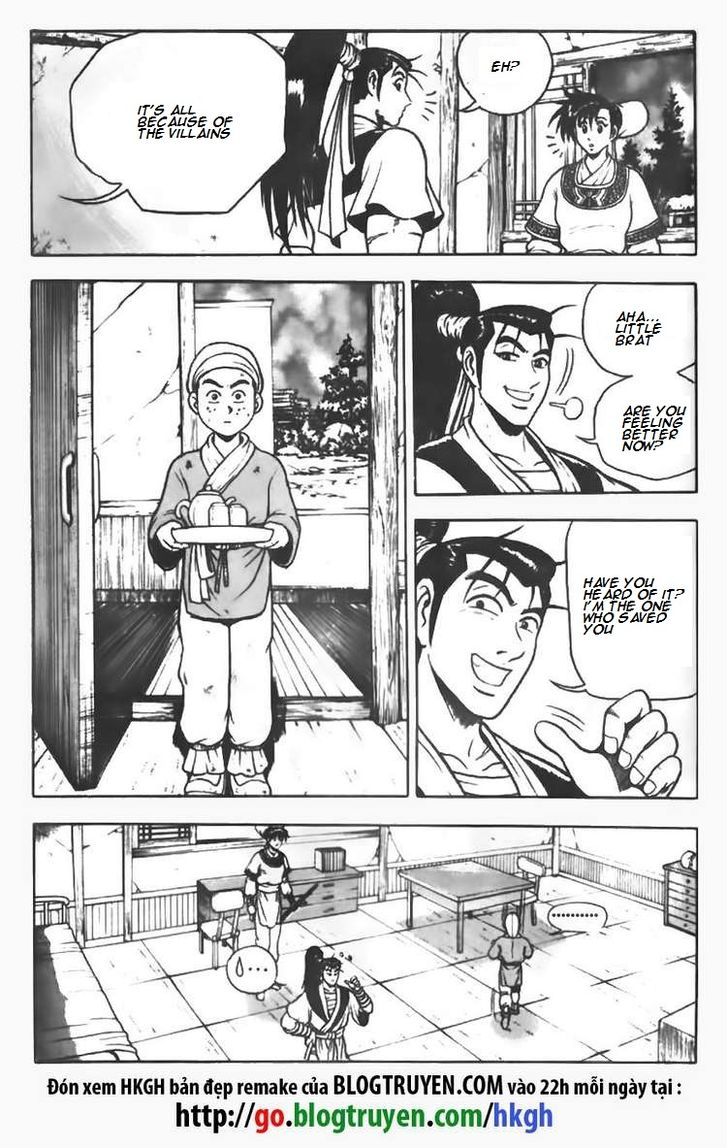 IT'S ALL
BECAUSE OF
THE VILLAINS
EH?
AHA...
LITTLE
BRAT
ARE YOU
FEELING
BETTER
NOW?
HAVE YOU
HEARD OF IT?
I'M THE ONE
WHO SAVED
YOU
..........
...
Đón xem HKGH bản đẹp remake của BLOGTRUYEN.COM vào 22h mỗi ngày tại :
http://go.blogtruyen.com/hkgh